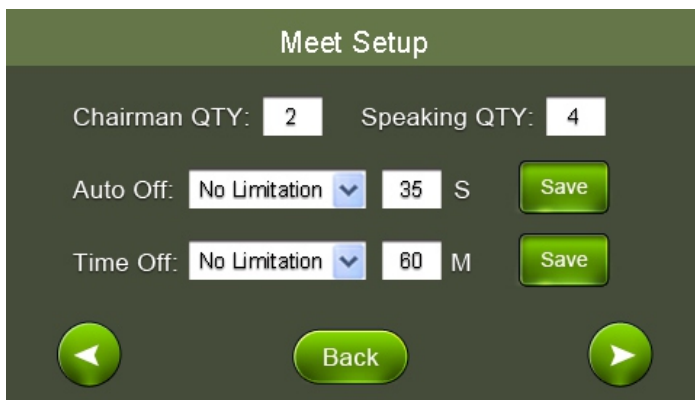 Meet Setup
Chairman QTY: 2 Speaking QTY: 4
Auto Off: No Limitation 35 S Save
Time Off: No Limitation 60 M Save
Back